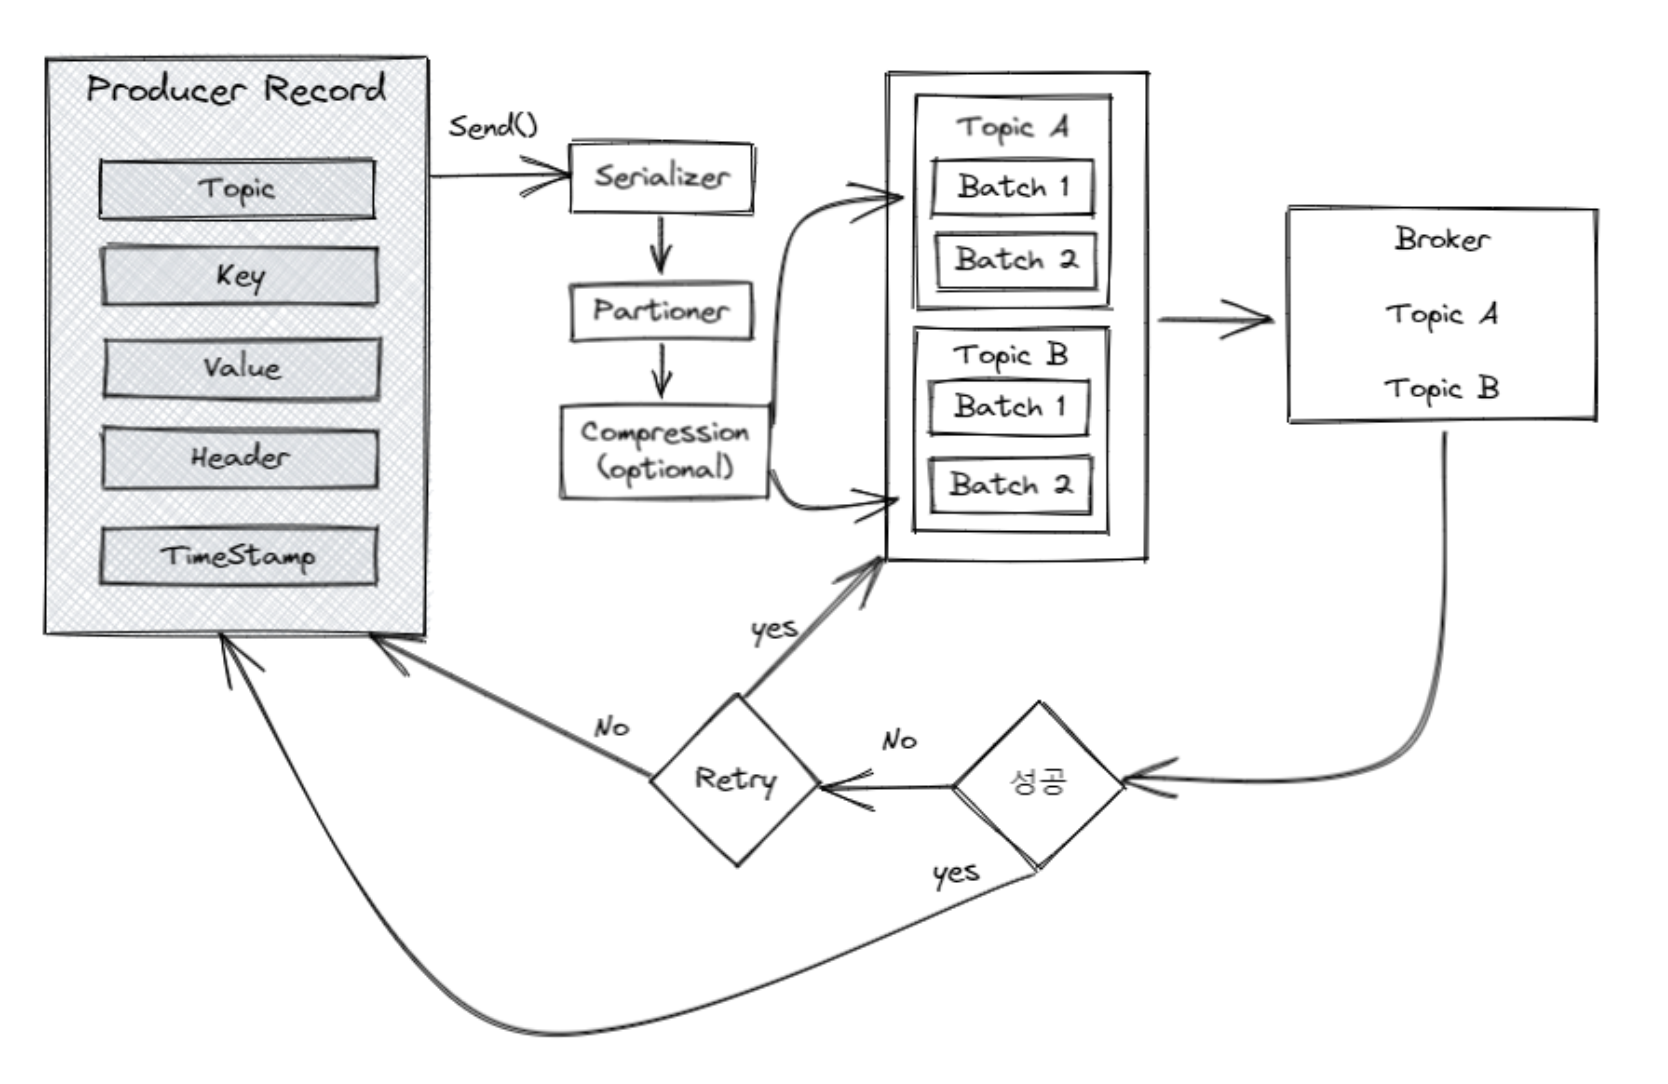 Producer Record
Topic
Key
Value
Header
TimeStamp
Send()
Serializer
Partioner
Compression
(optional)
Topic A
Batch 1
Batch 2
Topic B
Batch 1
Batch 2
Broker
Topic A
Topic B
yes
No
Retry
No
성공
yes